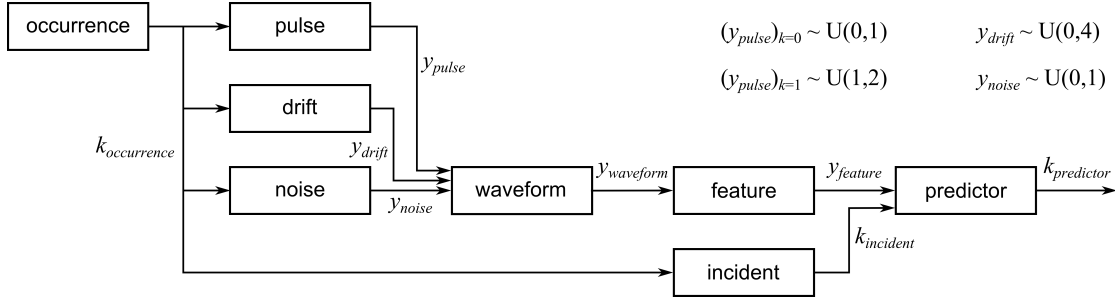 occurrence
pulse
(y_pulse)_k=0 ~ U(0,1)
y_drift ~ U(0,4)
y_pulse
(y_pulse)_k=1 ~ U(1,2)
y_noise ~ U(0,1)
drift
k_occurrence
y_drift
y_waveform
y_feature
k_predictor
noise
waveform
feature
predictor
y_noise
k_incident
incident